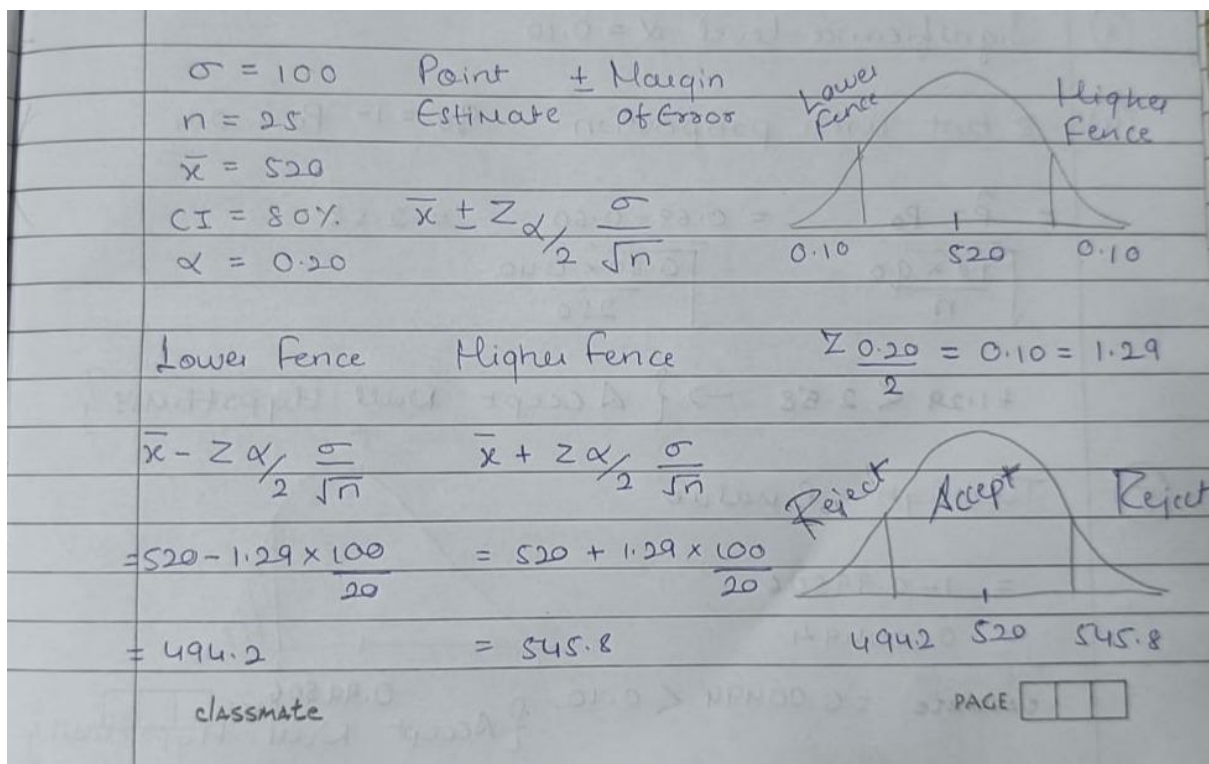 σ = 100 Point ± Margin
n = 25 Estimate of Error
x̄ = 520
CI = 80% x̄ ± Zα/2 σ/√n
α = 0.20
Lower fence
Higher Fence
0.10 520 0.10
Lower Fence Higher fence Z 0.20/2 = 0.10 = 1.29
x̄ - Zα/2 σ/√n x̄ + Zα/2 σ/√n
Reject Accept Reject
=520 - 1.29 × 100/20 = 520 + 1.29 × 100/20
= 494.2 = 545.8 4942 520 545.8
classmate PAGE